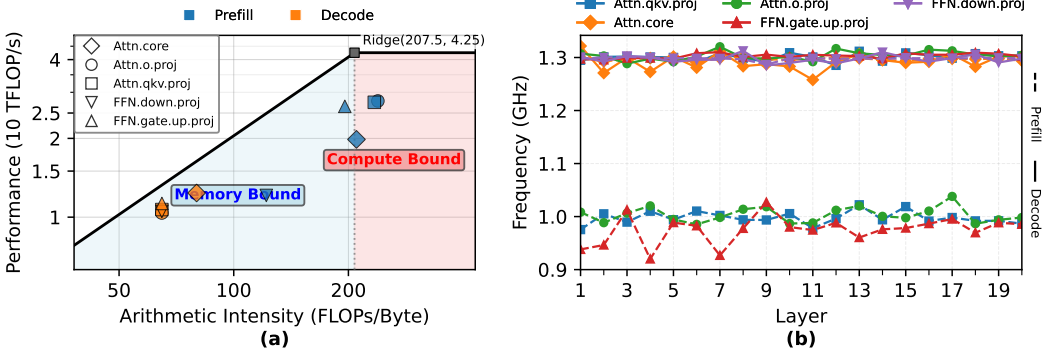 Prefill
Decode
Performance (10 TFLOP/s)
4
2.5
2
1.5
1
Attn.core
Attn.o.proj
Attn.qkv.proj
FFN.down.proj
FFN.gate.up.proj
Ridge(207.5, 4.25)
Compute Bound
Memory Bound
50
100
200
Arithmetic Intensity (FLOPs/Byte)
(a)
Attn.qkv.proj
Attn.o.proj
FFN.down.proj
Attn.core
FFN.gate.up.proj
Frequency (GHz)
1.3
1.2
1.1
1.0
0.9
1
3
5
7
9
11
13
15
17
19
Layer
Prefill
Decode
(b)